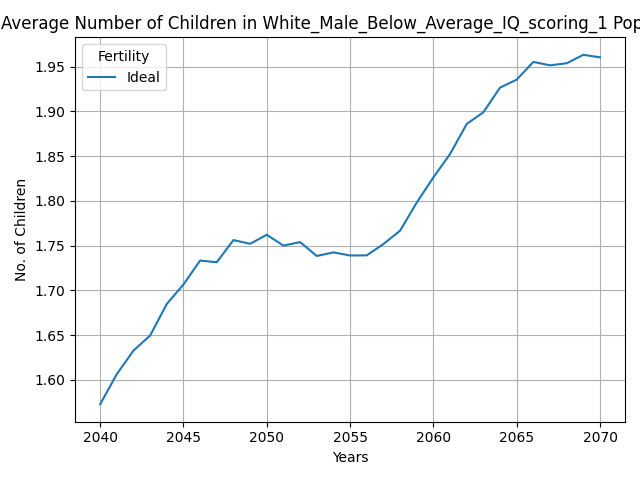 Average Number of Children in White_Male_Below_Average_IQ_scoring_1 Pop
Fertility
Ideal
No. of Children
1.95
1.90
1.85
1.80
1.75
1.70
1.65
1.60
2040 2045 2050 2055 2060 2065 2070
Years